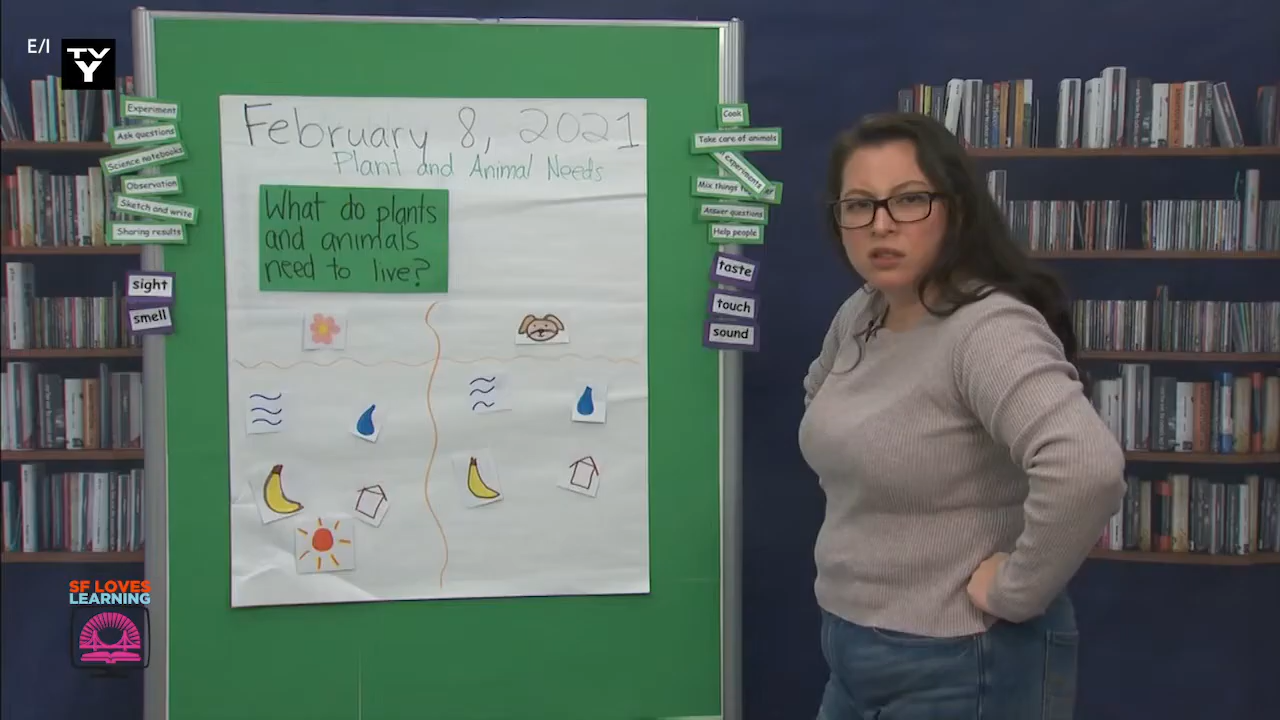 E/I
TV
Y
February 8, 2021
Plant and Animal Needs
What do plants
and animals
need to live?
Experiment
Ask questions
Science notebooks
Observation
Sketch and write
Sharing results
sight
smell
Cook
Take care of animals
experiments
Mix things
Answer questions
Help people
taste
touch
sound
SF LOVES
LEARNING